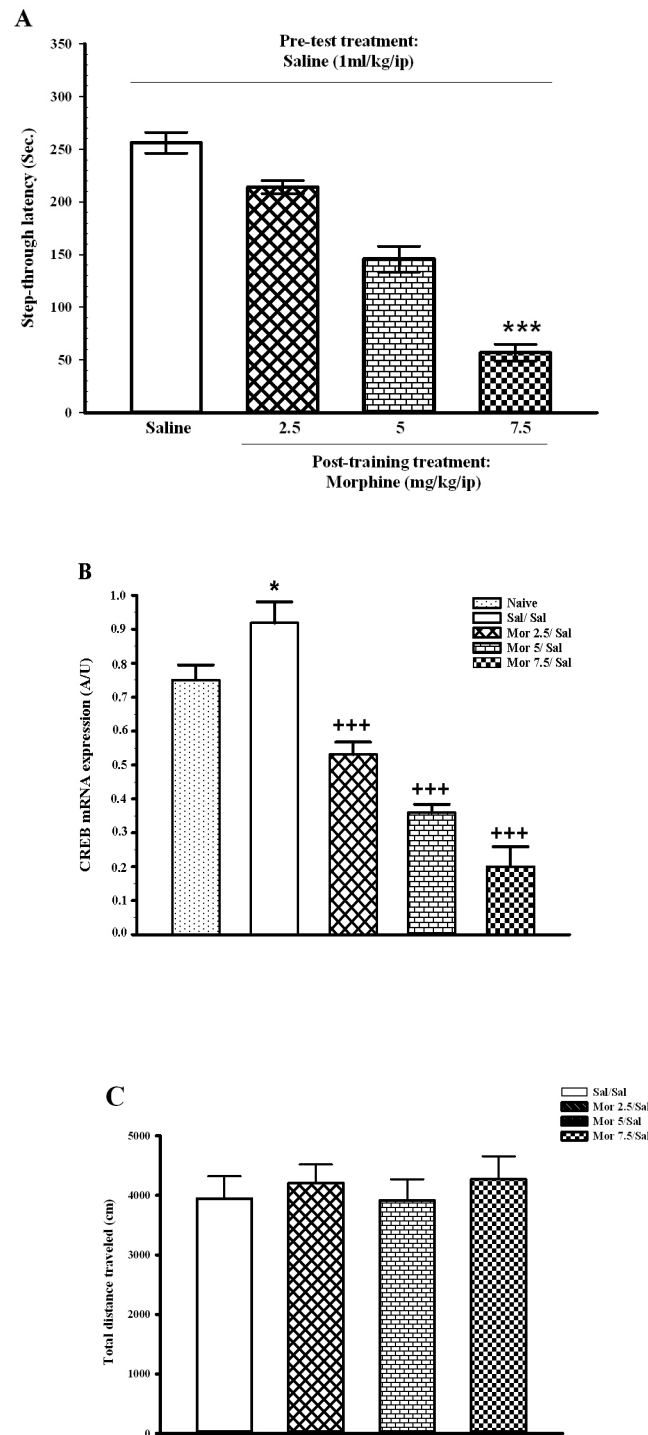 A
Pre-test treatment:
Saline (1ml/kg/ip)
Step-through latency (Sec.)
350
300
250
200
150
100
50
0
***
Saline
2.5
5
7.5
Post-training treatment:
Morphine (mg/kg/ip)
B
CREB mRNA expression (A/U)
1.0
0.9
0.8
0.7
0.6
0.5
0.4
0.3
0.2
0.1
0.0
*
+++
+++
+++
Naive
Sal/ Sal
Mor 2.5/ Sal
Mor 5/ Sal
Mor 7.5/ Sal
C
Sal/Sal
Mor 2.5/Sal
Mor 5/Sal
Mor 7.5/Sal
Total distance traveled (cm)
5000
4000
3000
2000
1000
0